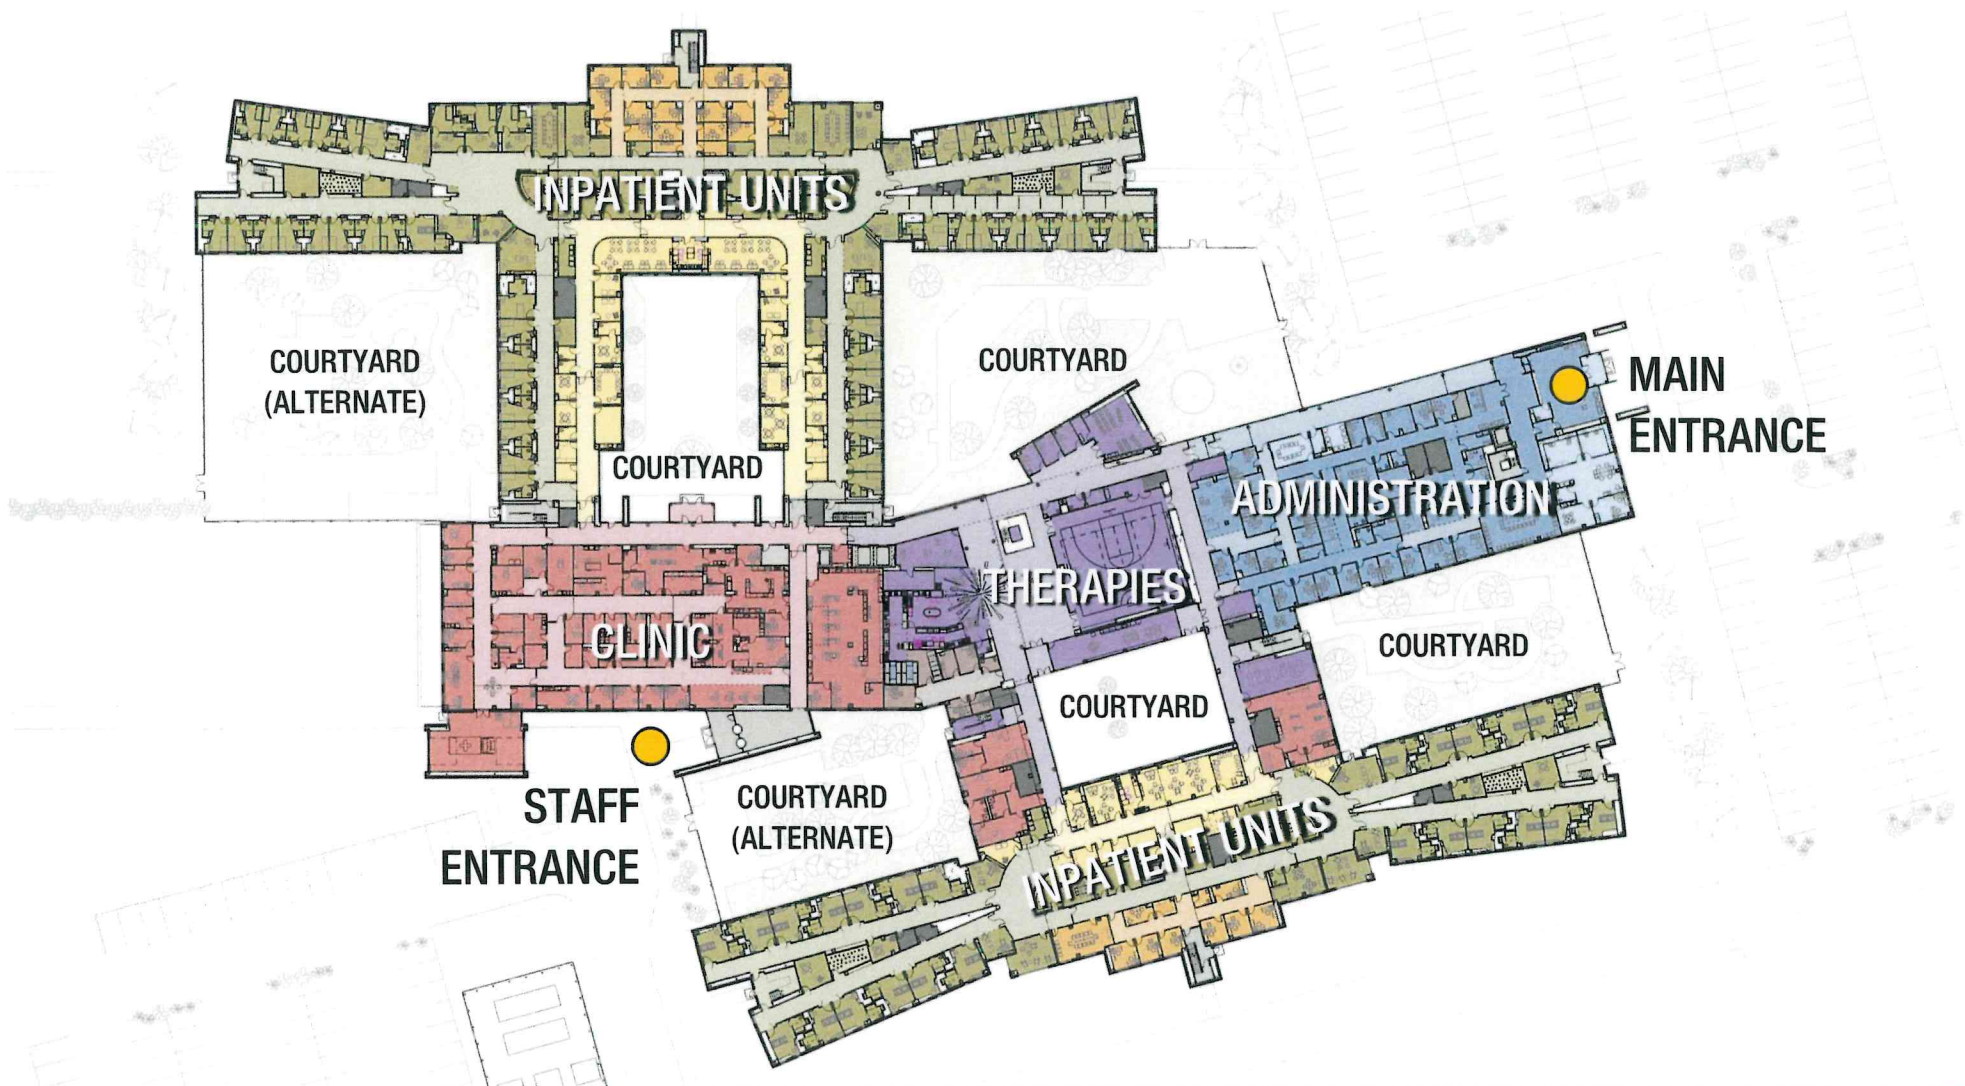 INPATIENT UNITS
COURTYARD
(ALTERNATE)
COURTYARD
MAIN
ENTRANCE
COURTYARD
ADMINISTRATION
THERAPIES
CLINIC
COURTYARD
COURTYARD
STAFF
ENTRANCE
COURTYARD
(ALTERNATE)
INPATIENT UNITS